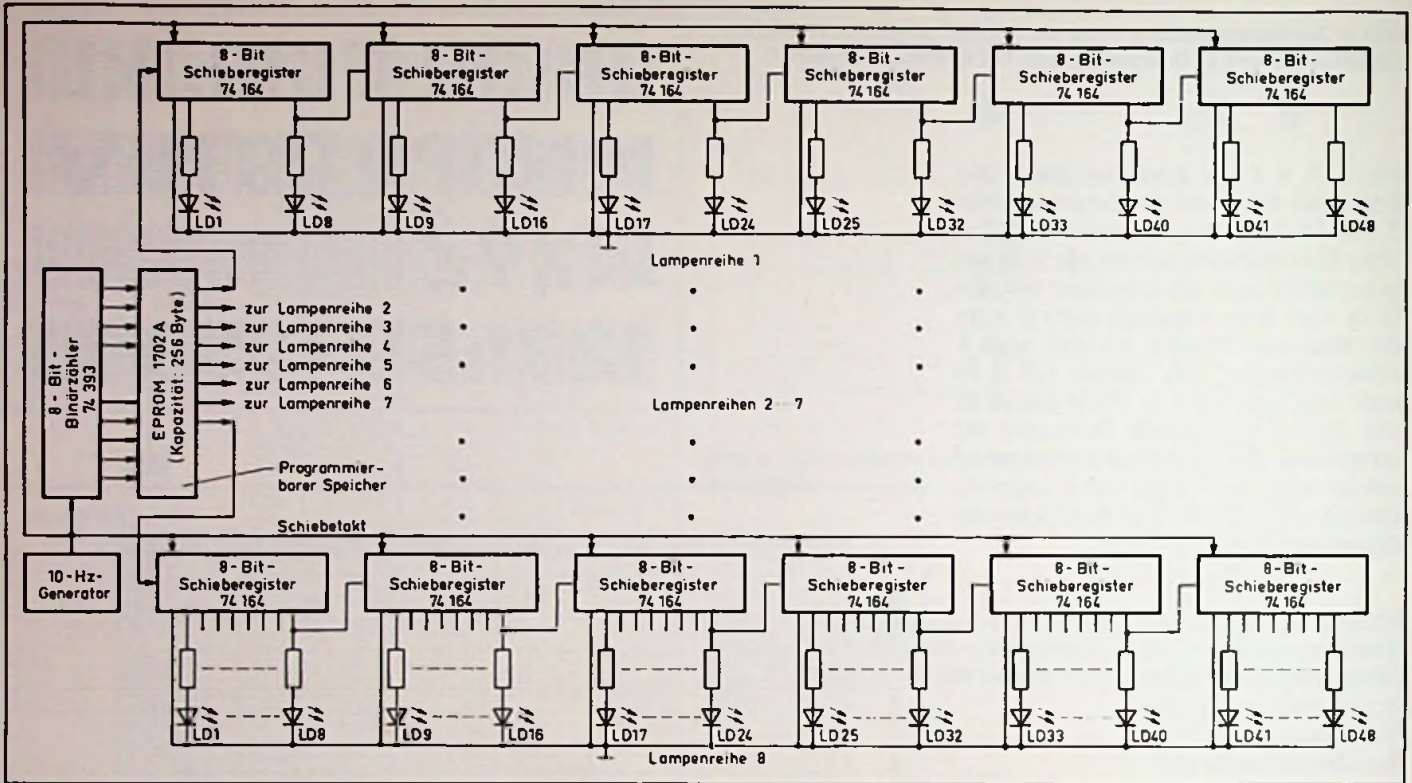 8-Bit-
Schieberegister
74 164
8-Bit-
Schieberegister
74 164
8-Bit-
Schieberegister
74 164
8-Bit-
Schieberegister
74 164
8-Bit-
Schieberegister
74 164
8-Bit-
Schieberegister
74 164
LD1 LD8 LD9 LD16 LD17 LD24 LD25 LD32 LD33 LD40 LD41 LD48
Lampenreihe 1
8-Bit-
Binärzähler
74 393
EPROM 1702A
(Kapazität: 256 Byte)
zur Lampenreihe 2
zur Lampenreihe 3
zur Lampenreihe 4
zur Lampenreihe 5
zur Lampenreihe 6
zur Lampenreihe 7
Lampenreihen 2...7
Programmier-
barer Speicher
Schiebetakt
10-Hz-
Generator
8-Bit-
Schieberegister
74 164
8-Bit-
Schieberegister
74 164
8-Bit-
Schieberegister
74 164
8-Bit-
Schieberegister
74 164
8-Bit-
Schieberegister
74 164
8-Bit-
Schieberegister
74 164
LD1 LD8 LD9 LD16 LD17 LD24 LD25 LD32 LD33 LD40 LD41 LD48
Lampenreihe 8